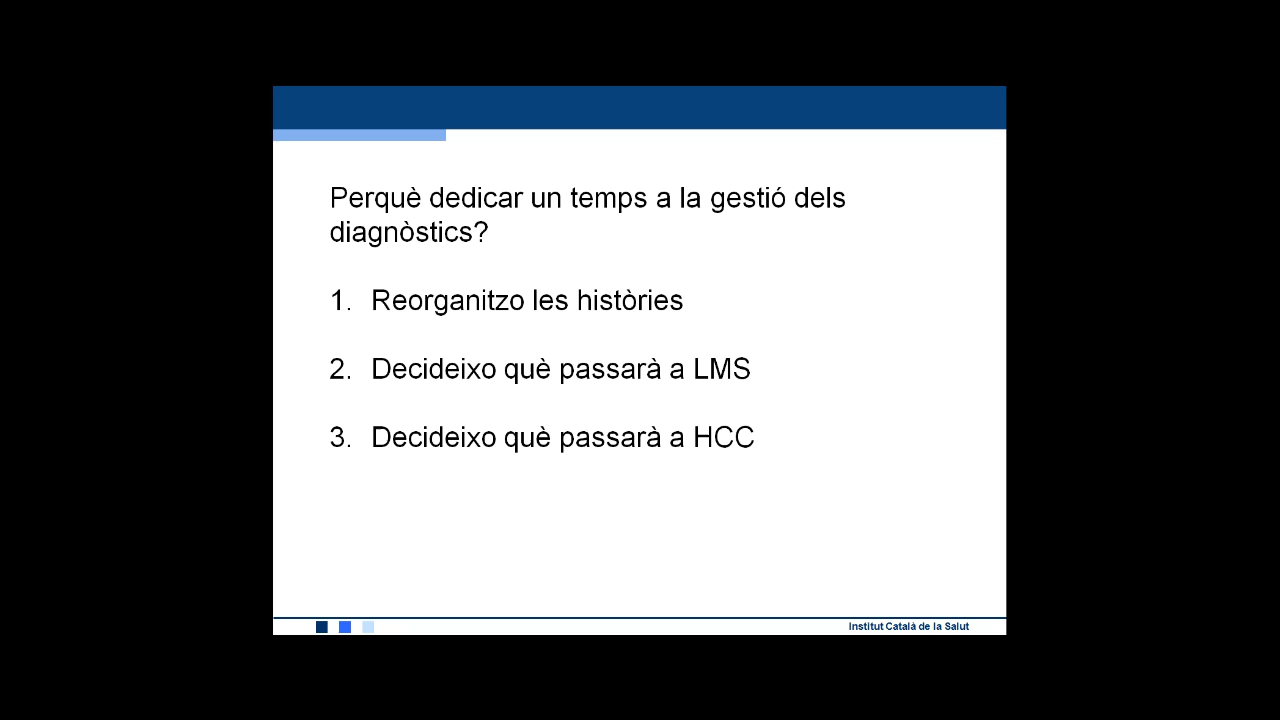 Perquè dedicar un temps a la gestió dels
diagnòstics?
1. Reorganitzo les històries
2. Decideixo què passarà a LMS
3. Decideixo què passarà a HCC
Institut Català de la Salut